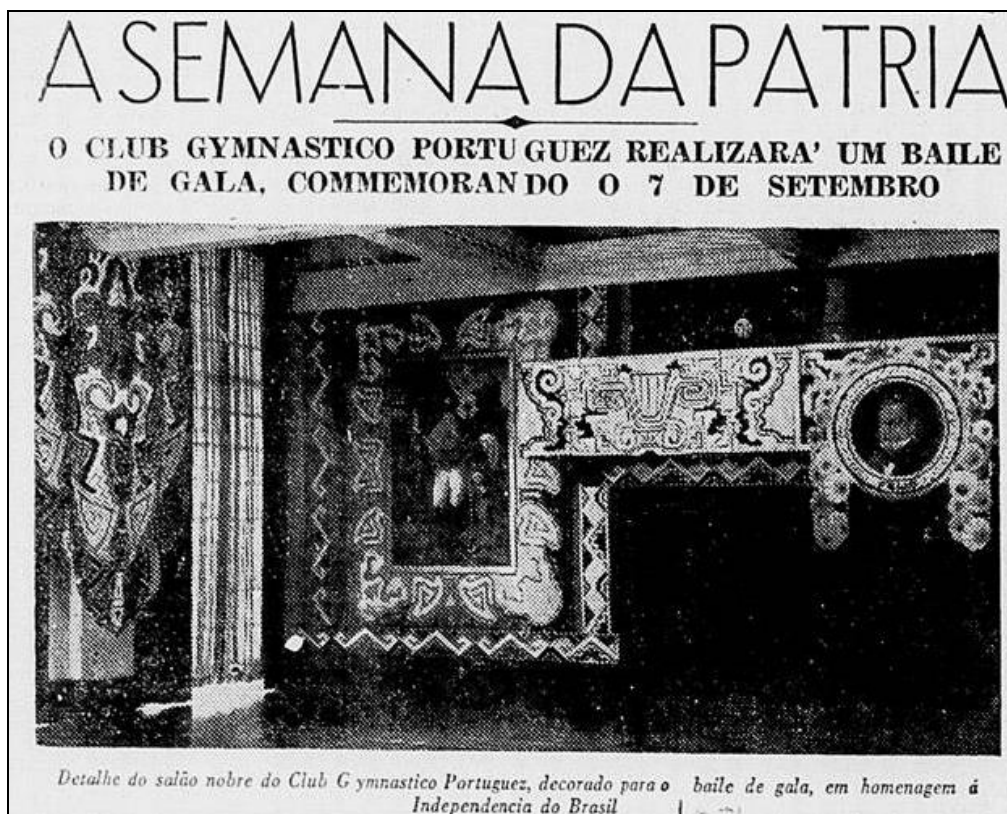 A SEMANA DA PATRIA
O CLUB GYMNASTICO PORTUGUEZ REALIZARA' UM BAILE
DE GALA, COMMEMORANDO O 7 DE SETEMBRO
Detalhe do salão nobre do Club Gymnastico Portuguez, decorado para o baile de gala, em homenagem á
Independencia do Brasil